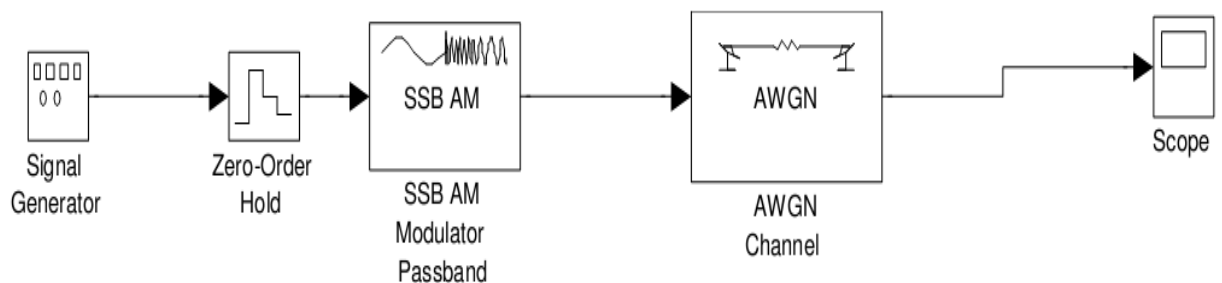 SSB AM
AWGN
Signal
Generator
Zero-Order
Hold
SSB AM
Modulator
Passband
AWGN
Channel
Scope